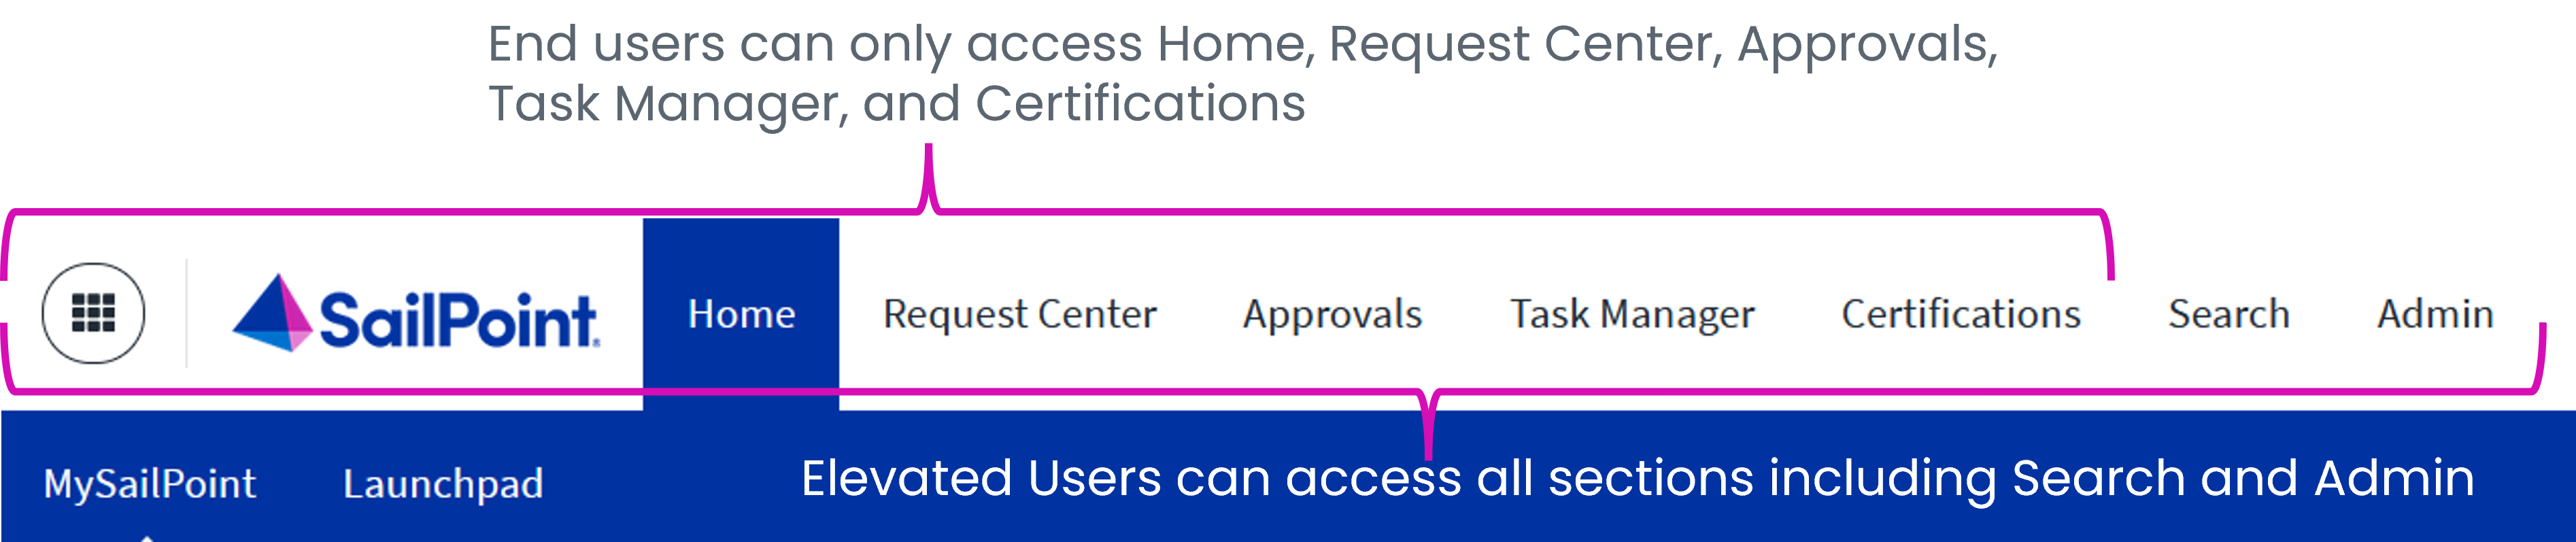 End users can only access Home, Request Center, Approvals,
Task Manager, and Certifications
SailPoint
Home
Request Center
Approvals
Task Manager
Certifications
Search
Admin
MySailPoint
Launchpad
Elevated Users can access all sections including Search and Admin